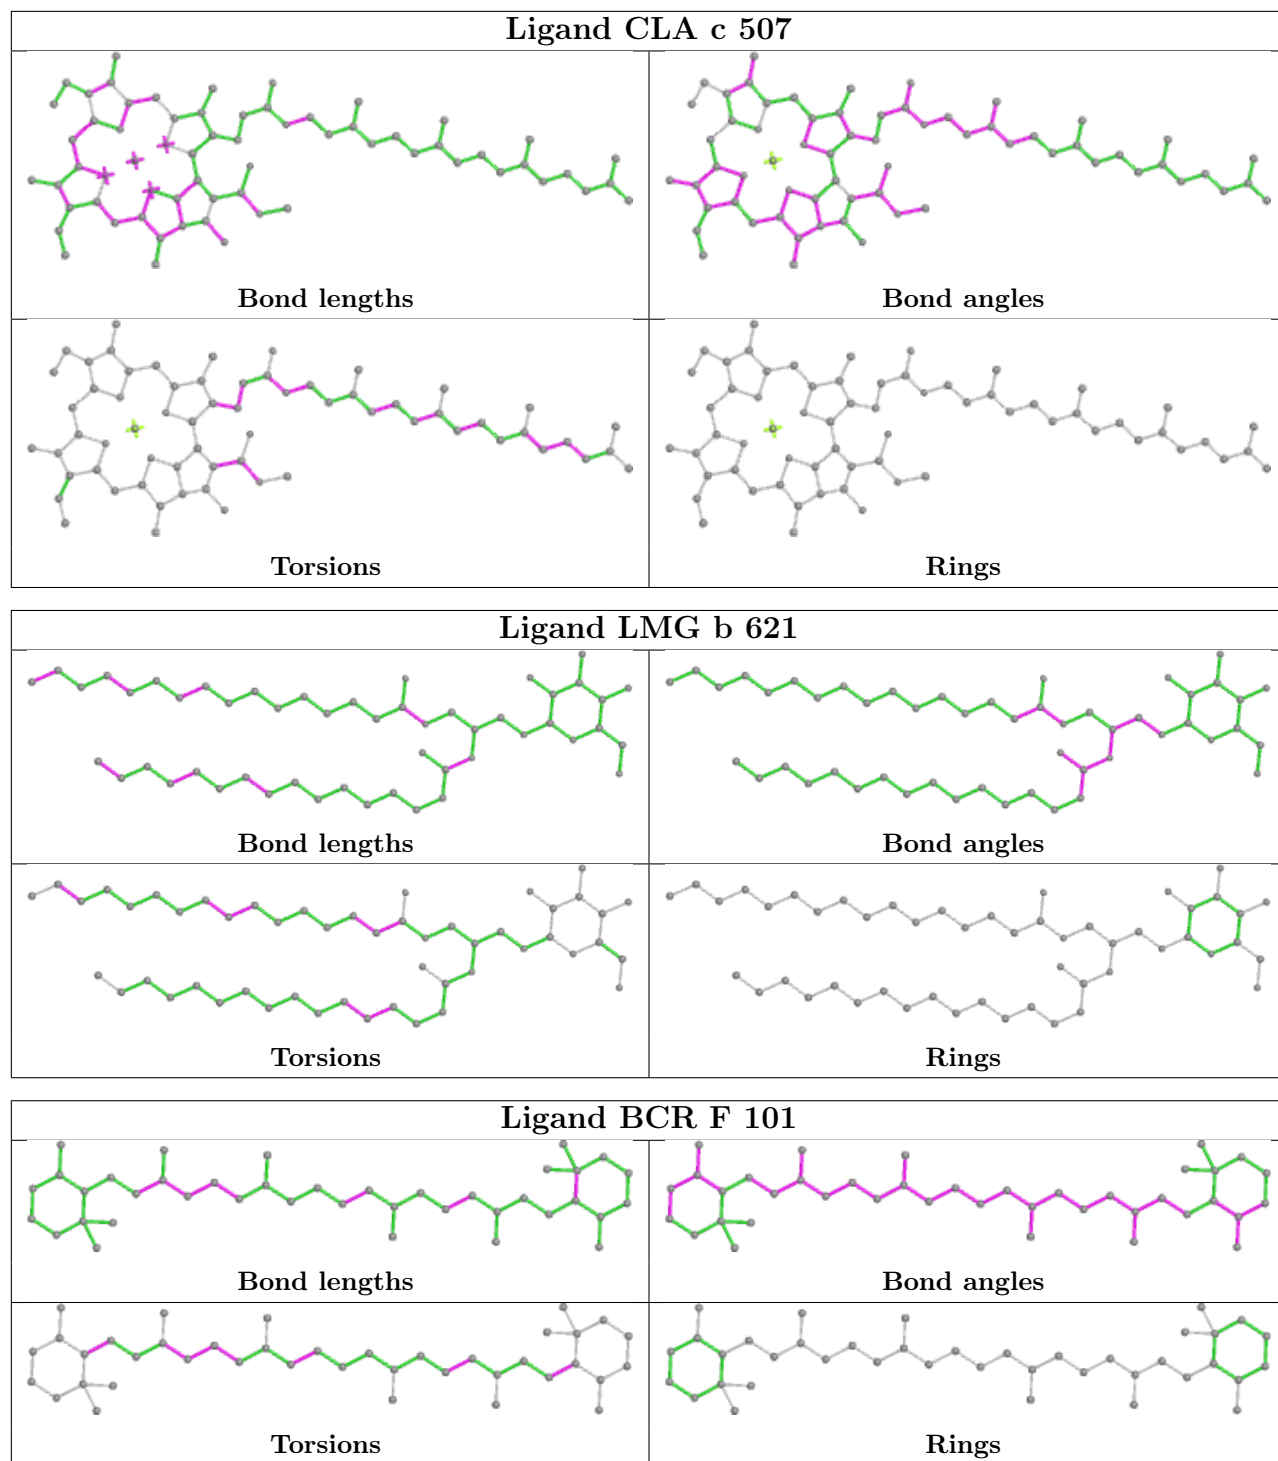 Ligand CLA c 507
Bond lengths
Bond angles
Torsions
Rings
Ligand LMG b 621
Bond lengths
Bond angles
Torsions
Rings
Ligand BCR F 101
Bond lengths
Bond angles
Torsions
Rings